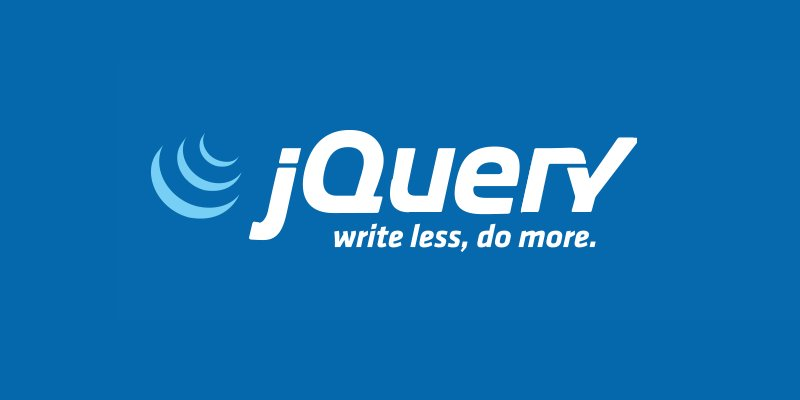 jQuery
write less, do more.